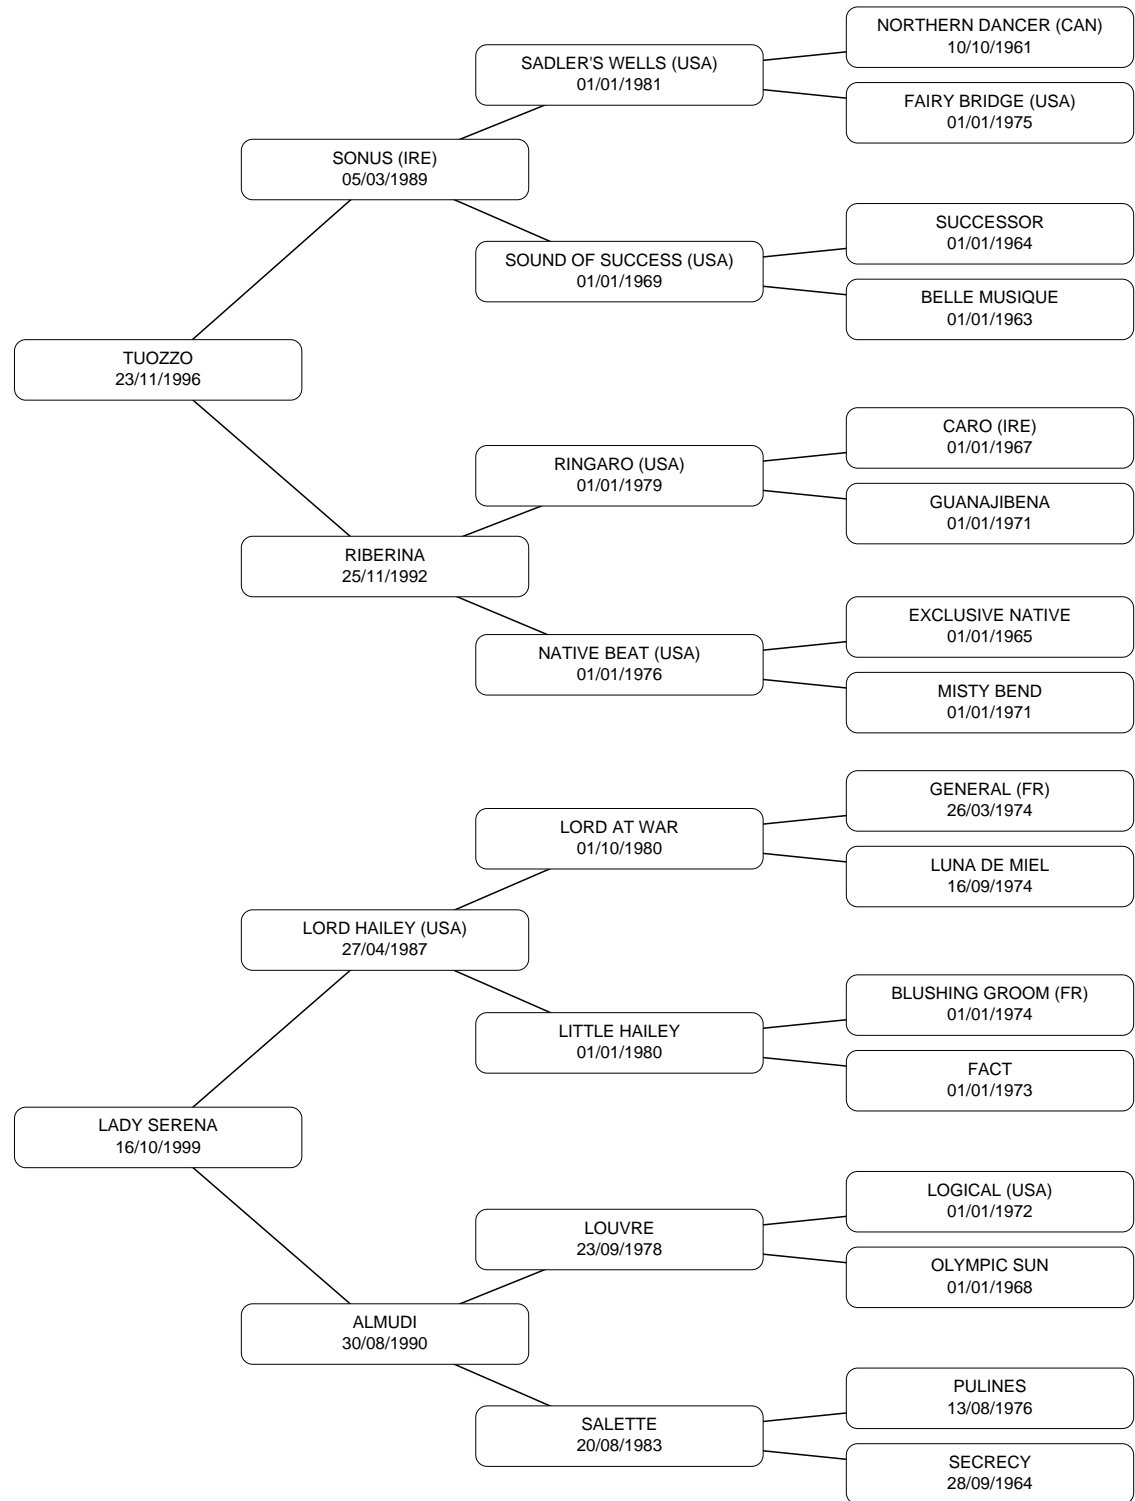 NORTHERN DANCER (CAN)
10/10/1961
SADLER'S WELLS (USA)
01/01/1981
FAIRY BRIDGE (USA)
01/01/1975
SONUS (IRE)
05/03/1989
SUCCESSOR
01/01/1964
SOUND OF SUCCESS (USA)
01/01/1969
BELLE MUSIQUE
01/01/1963
TUOZZO
23/11/1996
CARO (IRE)
01/01/1967
RINGARO (USA)
01/01/1979
GUANAJIBENA
01/01/1971
RIBERINA
25/11/1992
EXCLUSIVE NATIVE
01/01/1965
NATIVE BEAT (USA)
01/01/1976
MISTY BEND
01/01/1971
GENERAL (FR)
26/03/1974
LORD AT WAR
01/10/1980
LUNA DE MIEL
16/09/1974
LORD HAILEY (USA)
27/04/1987
BLUSHING GROOM (FR)
01/01/1974
LITTLE HAILEY
01/01/1980
FACT
01/01/1973
LADY SERENA
16/10/1999
LOGICAL (USA)
01/01/1972
LOUVRE
23/09/1978
OLYMPIC SUN
01/01/1968
ALMUDI
30/08/1990
PULINES
13/08/1976
SALETTE
20/08/1983
SECRECY
28/09/1964